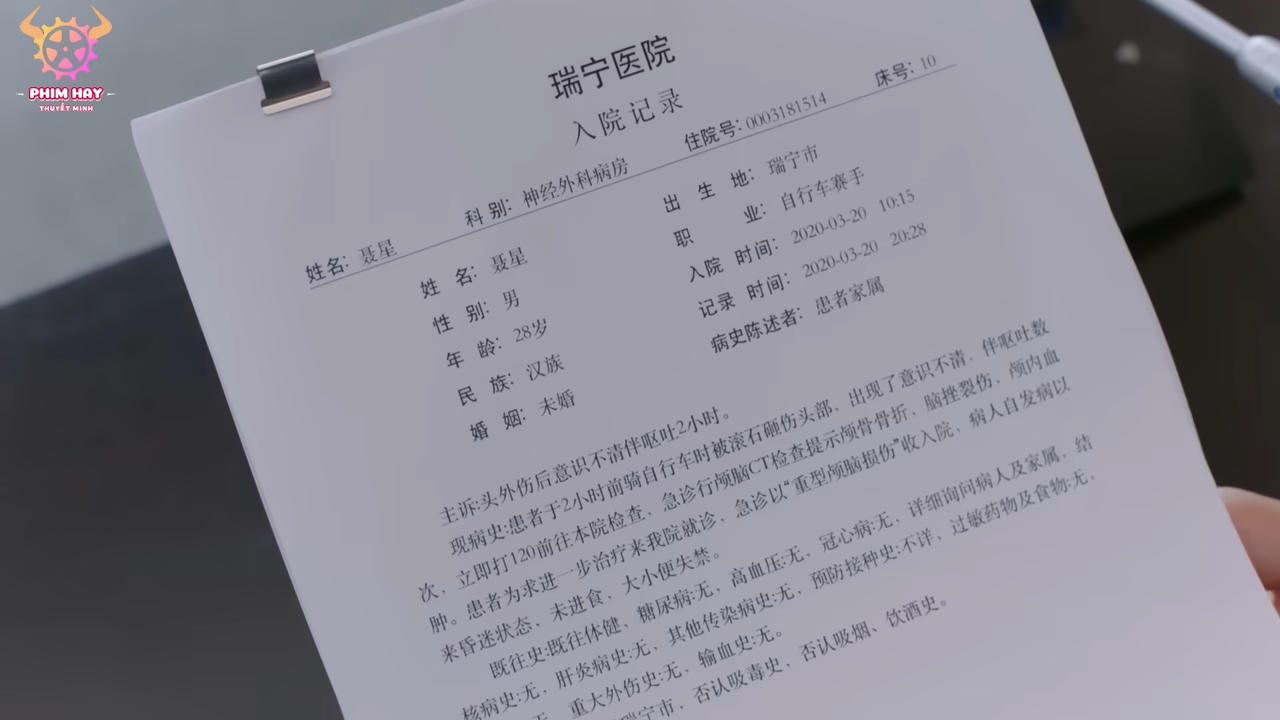 PHIM HAY
THUYẾT MINH
瑞宁医院
入院记录
姓名: 聂星 科别: 神经外科病房 住院号: 0003181514 床号: 10
姓 名: 聂星 出 生 地: 瑞宁市
性 别: 男 职 业: 自行车赛手
年 龄: 28岁 入院 时间: 2020-03-20 10:15
民 族: 汉族 记录 时间: 2020-03-20 20:28
婚 姻: 未婚 病史陈述者: 患者家属
主诉:头外伤后意识不清伴呕吐2小时。
现病史:患者于2小时前骑自行车时被滚石砸伤头部，出现了意识不清，伴呕吐数
次，立即打120前往本院检查，急诊行颅脑CT检查提示颅骨骨折，脑挫裂伤，颅内血
肿。患者为求进一步治疗来我院就诊，急诊以“重型颅脑损伤”收入院，病人自发病以
来昏迷状态，未进食，大小便失禁。
既往史:既往体健，糖尿病:无，高血压:无，冠心病:无，详细询问病人及家属，结
核病史:无，肝炎病史:无，其他传染病史:无，预防接种史:不详，过敏药物及食物:无，
无，重大外伤史:无，输血史:无。
瑞宁市，否认吸毒史，否认吸烟、饮酒史。